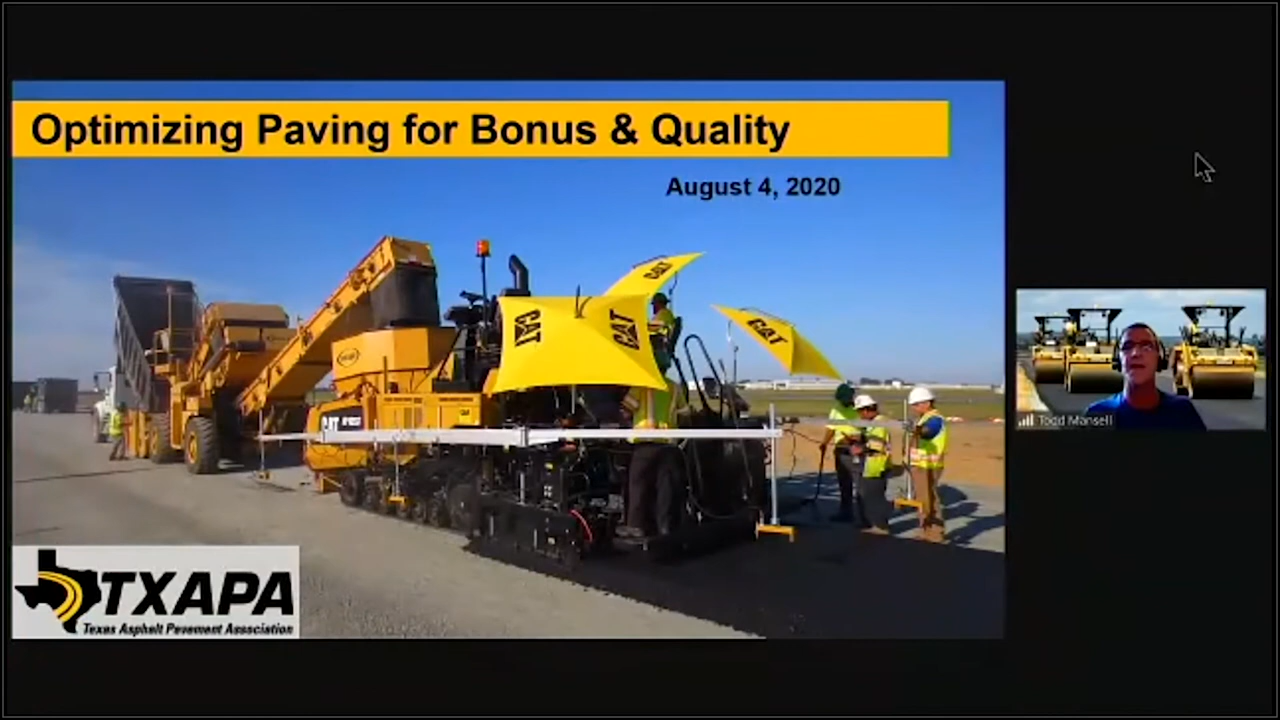 Optimizing Paving for Bonus & Quality
August 4, 2020
CAT
CAT
CAT
CAT
CAT
Todd Mansell
TXAPA
Texas Asphalt Pavement Association